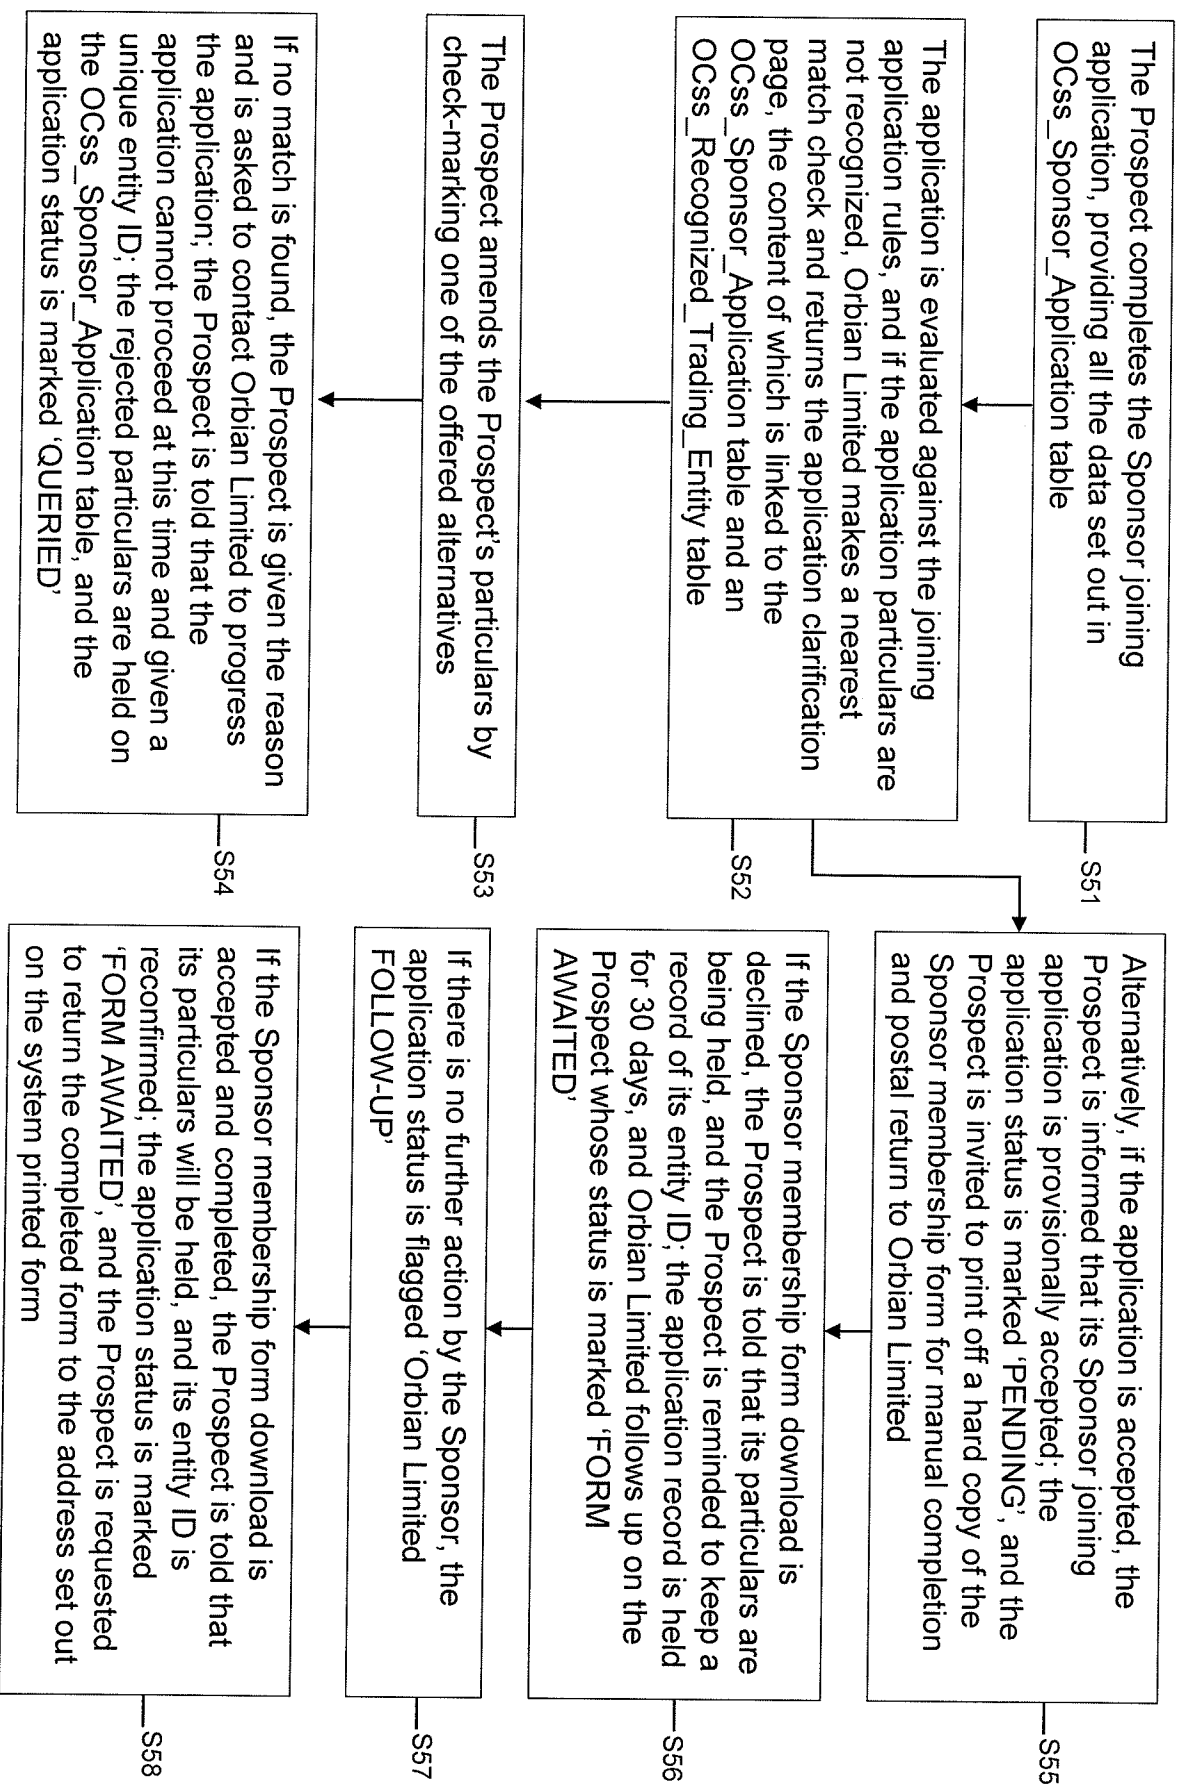 The Prospect completes the Sponsor joining
application, providing all the data set out in
OCss_Sponsor_Application table
S51
The application is evaluated against the joining
application rules, and if the application particulars are
not recognized, Orbian Limited makes a nearest
match check and returns the application clarification
page, the content of which is linked to the
OCss_Sponsor_Application table and an
OCss_Recognized_Trading_Entity table
S52
The Prospect amends the Prospect's particulars by
check-marking one of the offered alternatives
S53
If no match is found, the Prospect is given the reason
and is asked to contact Orbian Limited to progress
the application; the Prospect is told that the
application cannot proceed at this time and given a
unique entity ID; the rejected particulars are held on
the OCss_Sponsor_Application table, and the
application status is marked ‘QUERIED’
S54
Alternatively, if the application is accepted, the
Prospect is informed that its Sponsor joining
application is provisionally accepted; the
application status is marked ‘PENDING’, and the
Prospect is invited to print off a hard copy of the
Sponsor membership form for manual completion
and postal return to Orbian Limited
S55
If the Sponsor membership form download is
declined, the Prospect is told that its particulars are
being held, and the Prospect is reminded to keep a
record of its entity ID; the application record is held
for 30 days, and Orbian Limited follows up on the
Prospect whose status is marked ‘FORM
AWAITED’
S56
If there is no further action by the Sponsor, the
application status is flagged ‘Orbian Limited
FOLLOW-UP’
S57
If the Sponsor membership form download is
accepted and completed, the Prospect is told that
its particulars will be held, and its entity ID is
reconfirmed; the application status is marked
‘FORM AWAITED’, and the Prospect is requested
to return the completed form to the address set out
on the system printed form
S58